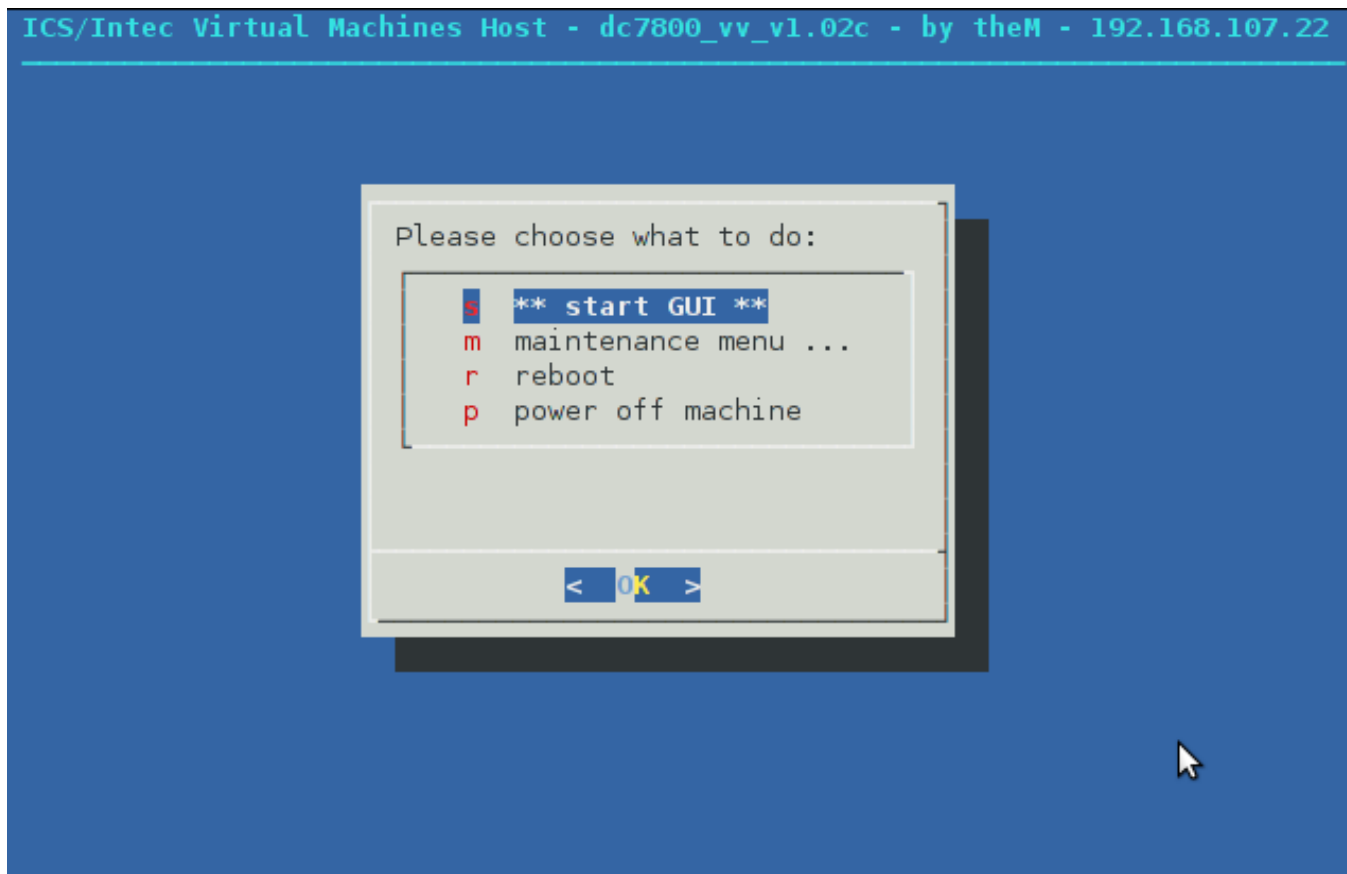 ICS/Intec Virtual Machines Host - dc7800_vv_v1.02c - by theM - 192.168.107.22
Please choose what to do:
s ** start GUI **
m maintenance menu ...
r reboot
p power off machine
< OK >